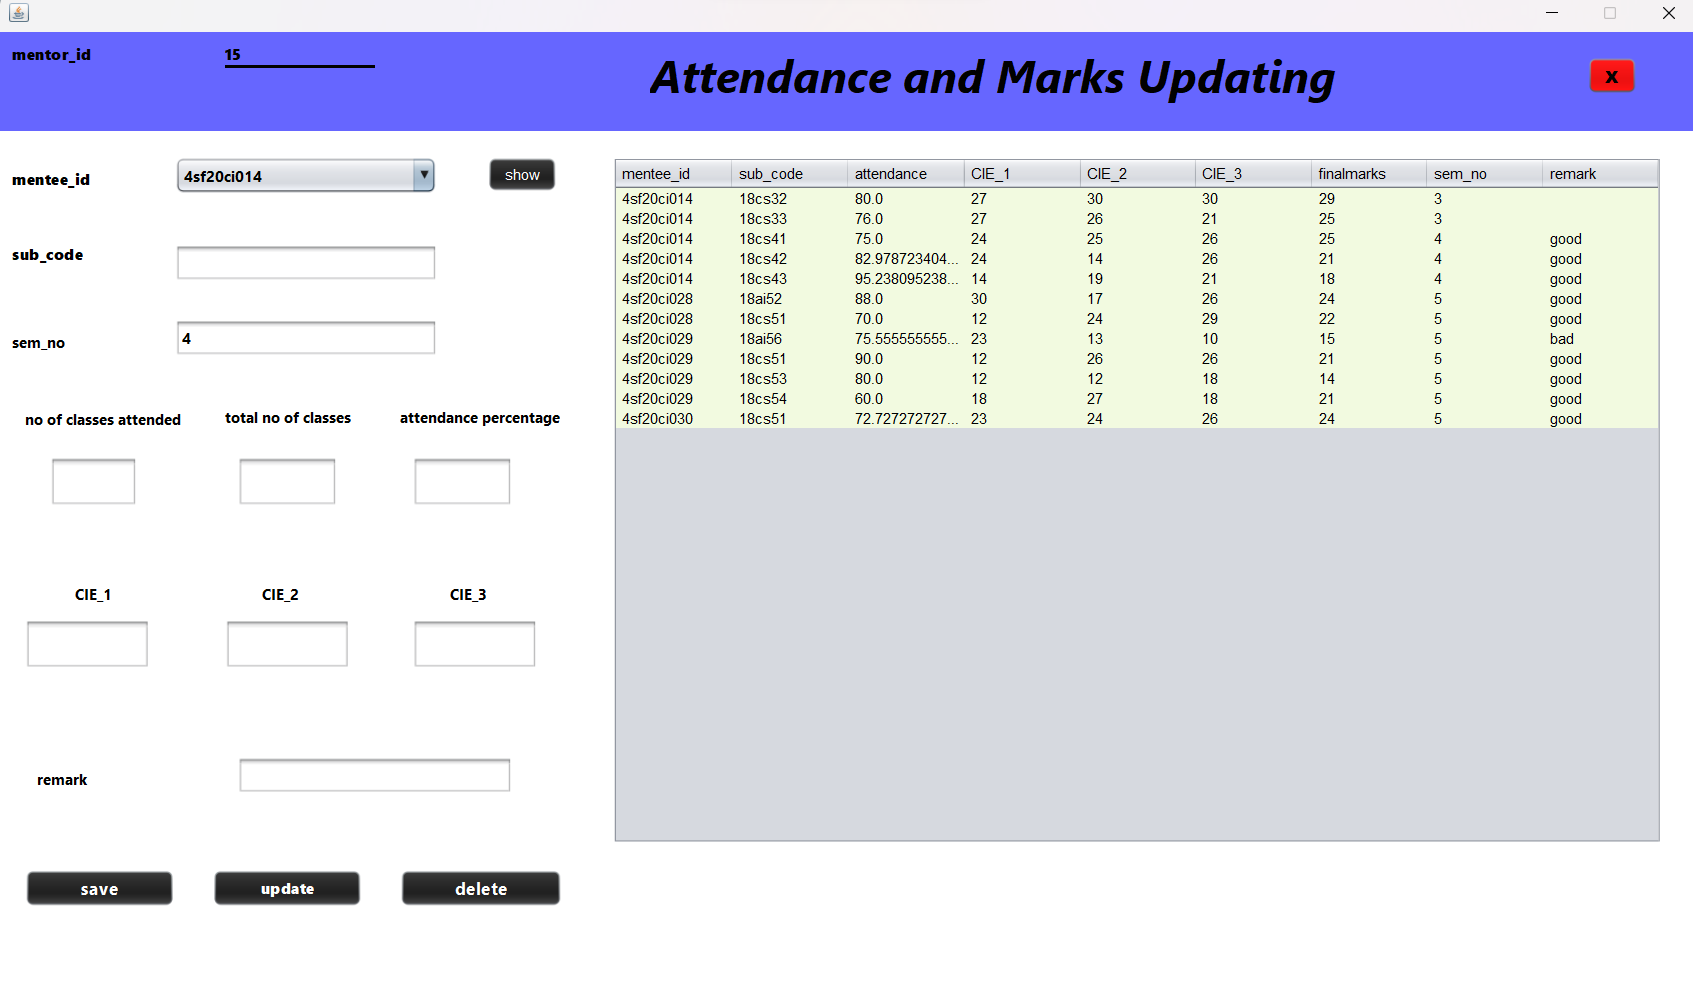 mentor_id 15
Attendance and Marks Updating
x
mentee_id 4sf20ci014 show
sub_code
sem_no 4
no of classes attended total no of classes attendance percentage
CIE_1 CIE_2 CIE_3
remark
save update delete
mentee_id sub_code attendance CIE_1 CIE_2 CIE_3 finalmarks sem_no remark
4sf20ci014 18cs32 80.0 27 30 30 29 3
4sf20ci014 18cs33 76.0 27 26 21 25 3
4sf20ci014 18cs41 75.0 24 25 26 25 4 good
4sf20ci014 18cs42 82.978723404... 24 14 26 21 4 good
4sf20ci014 18cs43 95.238095238... 14 19 21 18 4 good
4sf20ci028 18ai52 88.0 30 17 26 24 5 good
4sf20ci028 18cs51 70.0 12 24 29 22 5 good
4sf20ci029 18ai56 75.555555555... 23 13 10 15 5 bad
4sf20ci029 18cs51 90.0 12 26 26 21 5 good
4sf20ci029 18cs53 80.0 12 12 18 14 5 good
4sf20ci029 18cs54 60.0 18 27 18 21 5 good
4sf20ci030 18cs51 72.727272727... 23 24 26 24 5 good